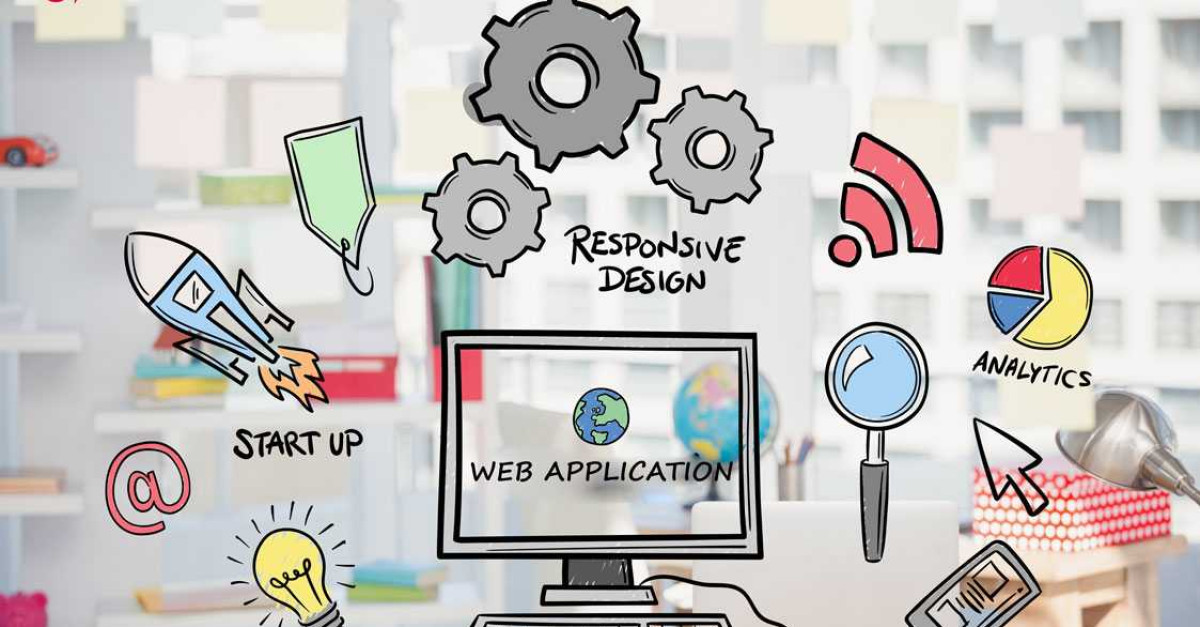 RESPONSIVE
DESIGN
ANALYTICS
START UP
@
WEB APPLICATION